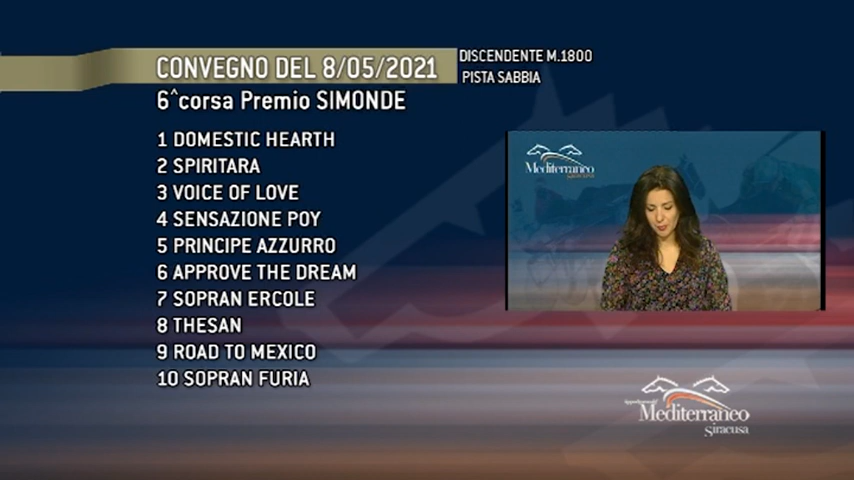 CONVEGNO DEL 8/05/2021
DISCENDENTE M.1800
PISTA SABBIA
6^corsa Premio SIMONDE
1 DOMESTIC HEARTH
2 SPIRITARA
3 VOICE OF LOVE
4 SENSAZIONE POY
5 PRINCIPE AZZURRO
6 APPROVE THE DREAM
7 SOPRAN ERCOLE
8 THESAN
9 ROAD TO MEXICO
10 SOPRAN FURIA
Mediterraneo
Ippodromo del
Mediterraneo
Siracusa